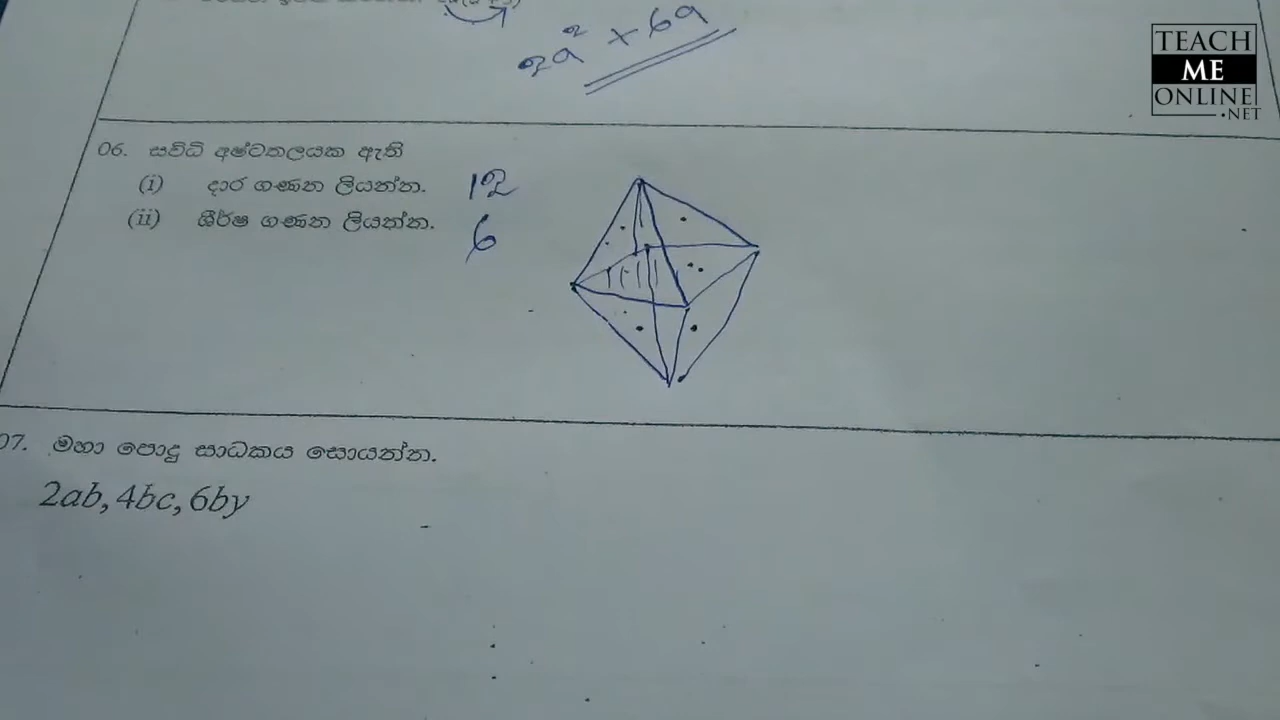 2a² × 6a
TEACH
ME
ONLINE
.NET
06. සවිධි අෂ්ටතලයක ඇති
(i) දාර ගණන ලියන්න. 12
(ii) ශීර්ෂ ගණන ලියන්න. 6
07. මහා පොදු සාධකය සොයන්න.
2ab, 4bc, 6by